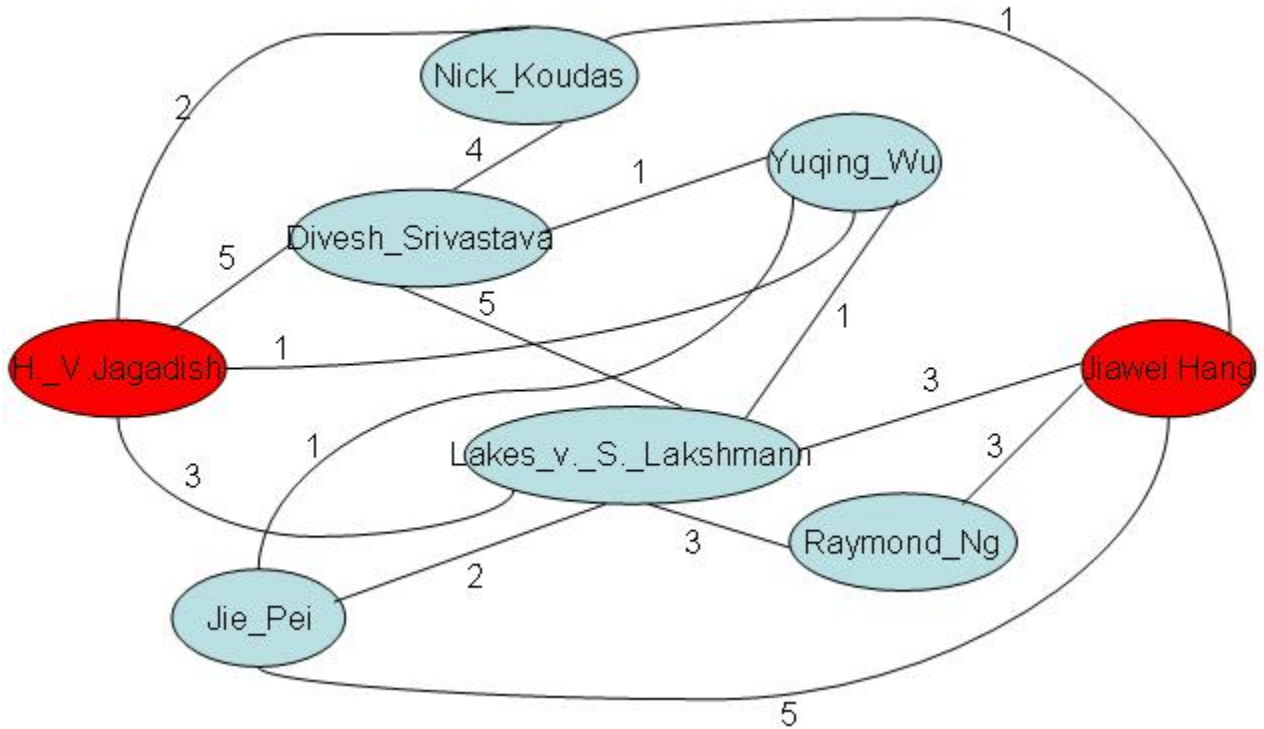 1
Nick_Koudas
2
4
Yuqing_Wu
1
Divesh_Srivastava
5
5
1
1
H._V.Jagadish
Jiawei Hang
3
1
Lakes_v._S._Lakshmann
3
3
Raymond_Ng
3
2
Jie_Pei
5